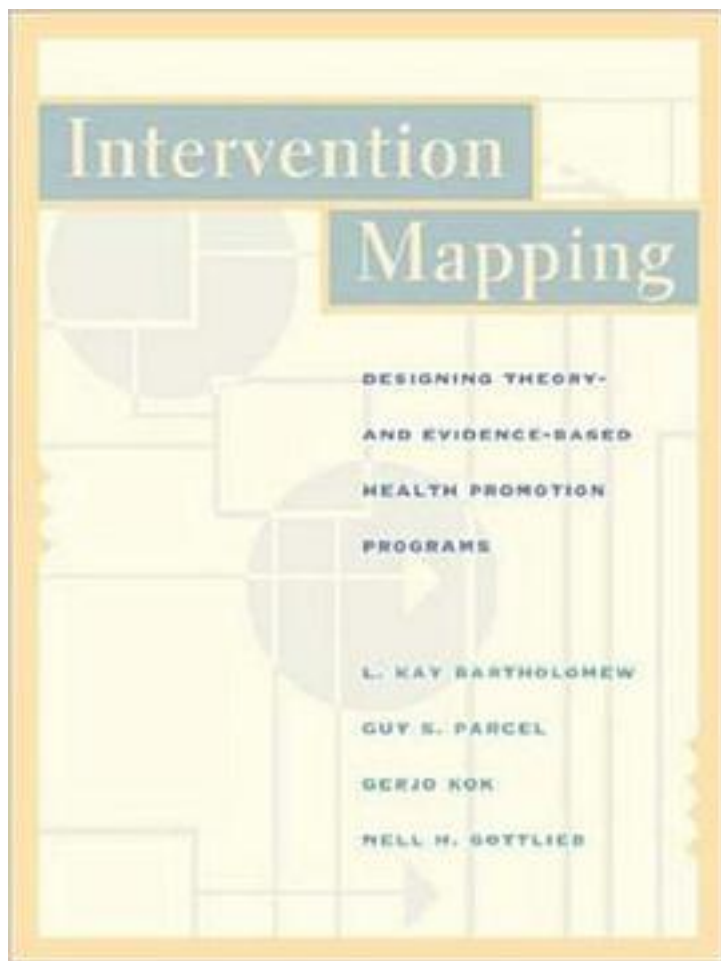 Intervention
Mapping
DESIGNING THEORY-
AND EVIDENCE-BASED
HEALTH PROMOTION
PROGRAMS
L. KAY BARTHOLOMEW
GUY S. PARCEL
GERJO KOK
NELL H. GOTTLIEB